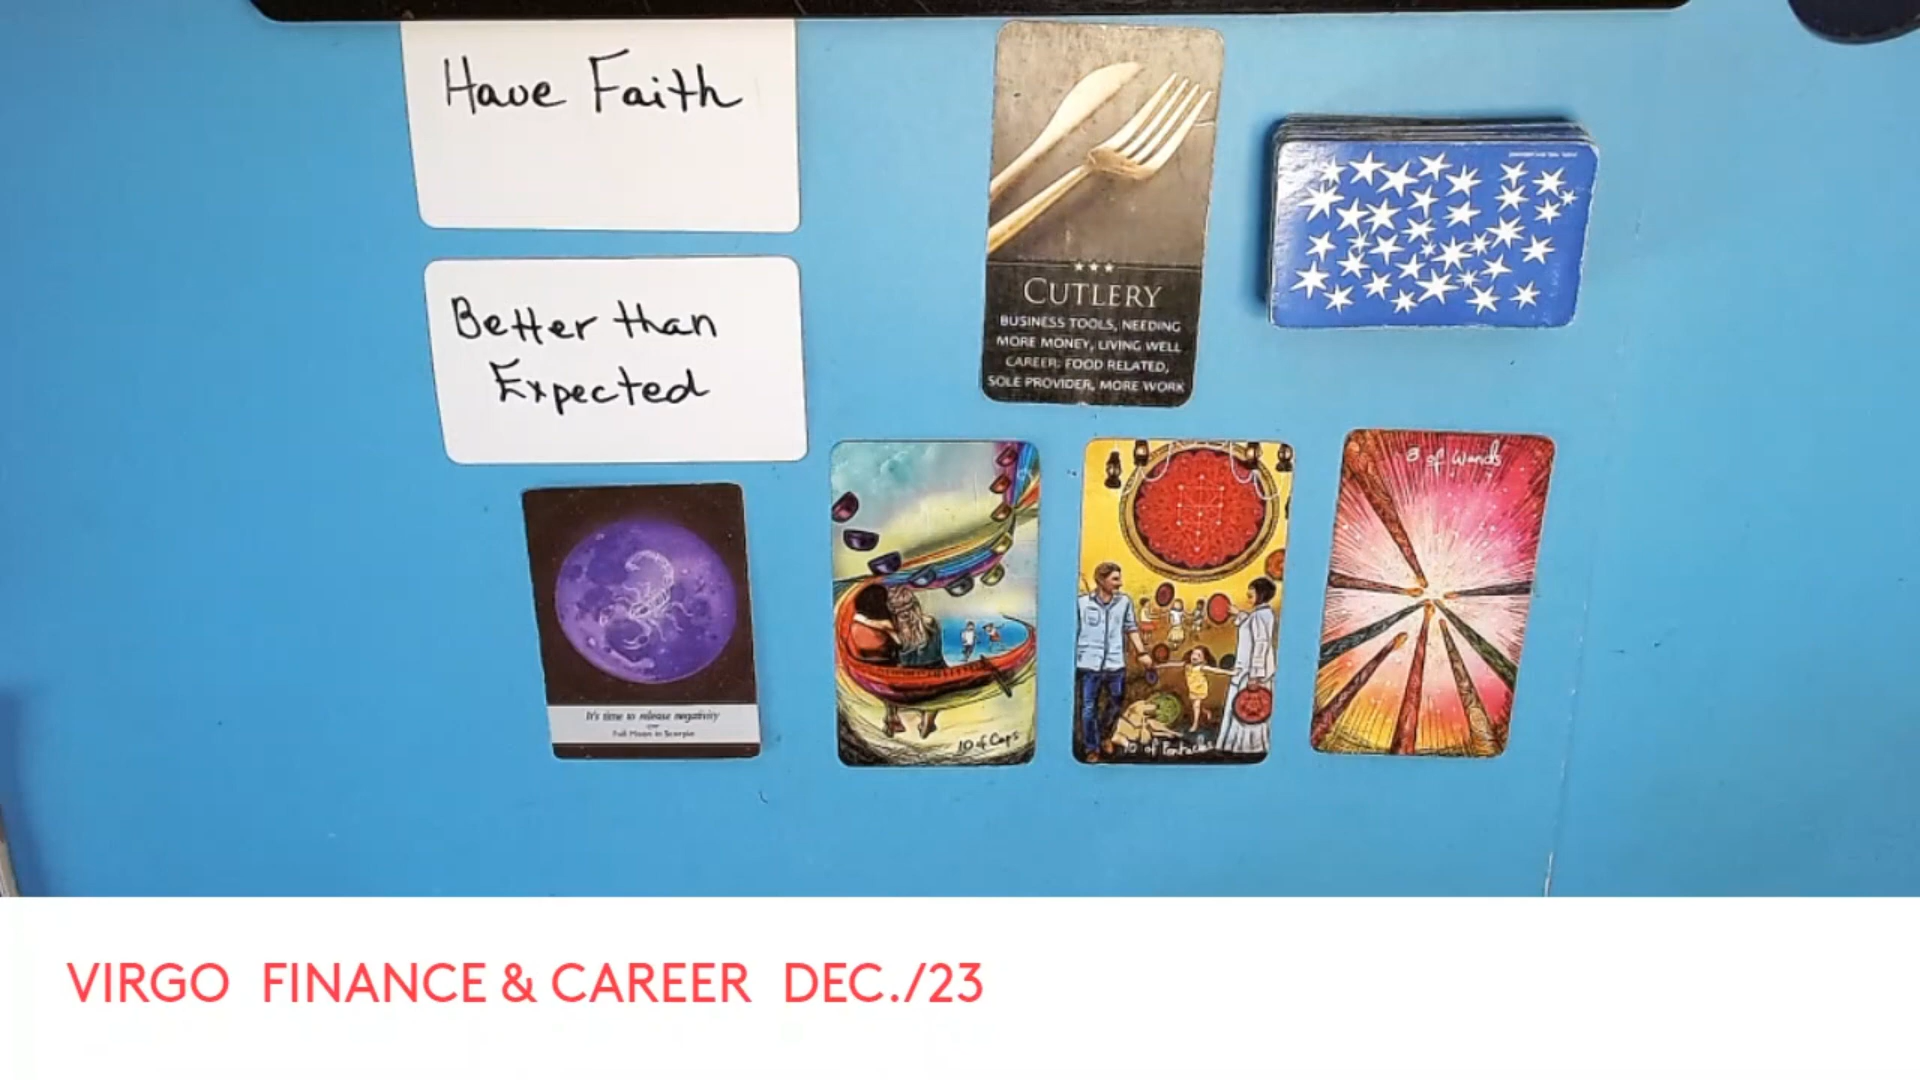 Have Faith
Better than
Expected
CUTLERY
BUSINESS TOOLS, NEEDING
MORE MONEY, LIVING WELL
CAREER: FOOD RELATED,
SOLE PROVIDER, MORE WORK
It's time to release negativity
Full Moon in Scorpio
10 of Cups
10 of Pentacles
8 of Wands
VIRGO FINANCE & CAREER DEC./23